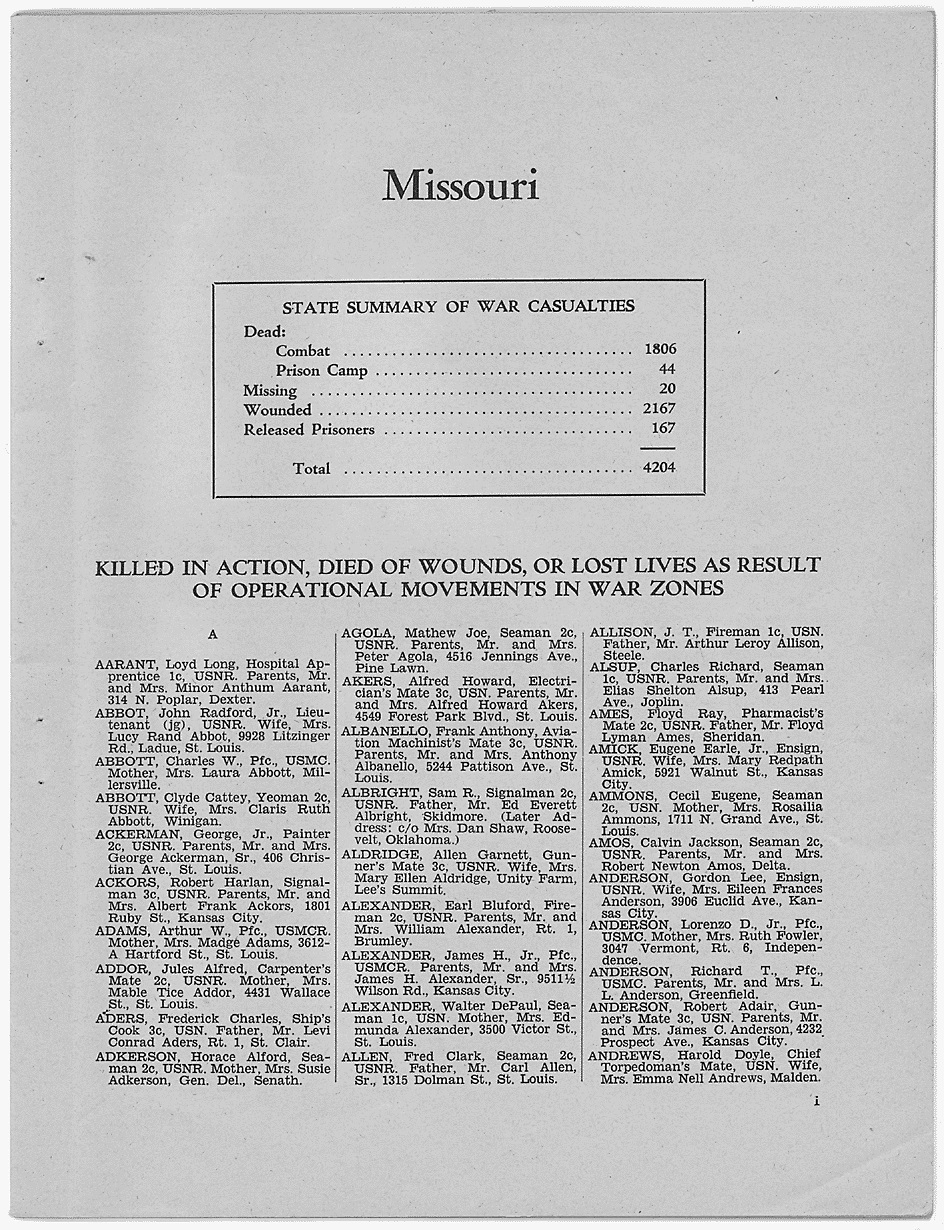 Missouri
STATE SUMMARY OF WAR CASUALTIES
Dead:
Combat .................................... 1806
Prison Camp ................................ 44
Missing ........................................ 20
Wounded ....................................... 2167
Released Prisoners ............................... 167
Total .................................... 4204
KILLED IN ACTION, DIED OF WOUNDS, OR LOST LIVES AS RESULT
OF OPERATIONAL MOVEMENTS IN WAR ZONES
A
AARANT, Loyd Long, Hospital Ap-
prentice 1c, USNR. Parents, Mr.
and Mrs. Minor Anthum Aarant,
314 N. Poplar, Dexter.
ABBOT, John Radford, Jr., Lieu-
tenant (jg), USNR. Wife, Mrs.
Lucy Rand Abbot, 9928 Litzinger
Rd., Ladue, St. Louis.
ABBOTT, Charles W., Pfc., USMC.
Mother, Mrs. Laura Abbott, Mil-
lersville.
ABBOTT, Clyde Cattey, Yeoman 2c,
USNR. Wife, Mrs. Claris Ruth
Abbott, Winigan.
ACKERMAN, George, Jr., Painter
2c, USNR. Parents, Mr. and Mrs.
George Ackerman, Sr., 406 Chris-
tian Ave., St. Louis.
ACKORS, Robert Harlan, Signal-
man 3c, USNR. Parents, Mr. and
Mrs. Albert Frank Ackors, 1801
Ruby St., Kansas City.
ADAMS, Arthur W., Pfc., USMCR.
Mother, Mrs. Madge Adams, 3612-
A Hartford St., St. Louis.
ADDOR, Jules Alfred, Carpenter's
Mate 2c, USNR. Mother, Mrs.
Mable Tice Addor, 4431 Wallace
St., St. Louis.
ADERS, Frederick Charles, Ship's
Cook 3c, USN. Father, Mr. Levi
Conrad Aders, Rt. 1, St. Clair.
ADKERSON, Horace Alford, Sea-
man 2c, USNR. Mother, Mrs. Susie
Adkerson, Gen. Del., Senath.
AGOLA, Mathew Joe, Seaman 2c,
USNR. Parents, Mr. and Mrs.
Peter Agola, 4516 Jennings Ave.,
Pine Lawn.
AKERS, Alfred Howard, Electri-
cian's Mate 3c, USN. Parents, Mr.
and Mrs. Alfred Howard Akers,
4549 Forest Park Blvd., St. Louis.
ALBANELLO, Frank Anthony, Avia-
tion Machinist's Mate 3c, USNR.
Parents, Mr. and Mrs. Anthony
Albanello, 5244 Pattison Ave., St.
Louis.
ALBRIGHT, Sam R., Signalman 2c,
USNR. Father, Mr. Ed Everett
Albright, Skidmore. (Later Ad-
dress: c/o Mrs. Dan Shaw, Roose-
velt, Oklahoma.)
ALDRIDGE, Allen Garnett, Gun-
ner's Mate 3c, USNR. Wife, Mrs.
Mary Ellen Aldridge, Unity Farm,
Lee's Summit.
ALEXANDER, Earl Bluford, Fire-
man 2c, USNR. Parents, Mr. and
Mrs. William Alexander, Rt. 1,
Brumley.
ALEXANDER, James H., Jr., Pfc.,
USMCR. Parents, Mr. and Mrs.
James H. Alexander, Sr., 9511½
Wilson Rd., Kansas City.
ALEXANDER, Walter DePaul, Sea-
man 1c, USN. Mother, Mrs. Ed-
munda Alexander, 3500 Victor St.,
St. Louis.
ALLEN, Fred Clark, Seaman 2c,
USNR. Father, Mr. Carl Allen,
Sr., 1315 Dolman St., St. Louis.
ALLISON, J. T., Fireman 1c, USN.
Father, Mr. Arthur Leroy Allison,
Steele.
ALSUP, Charles Richard, Seaman
1c, USNR. Parents, Mr. and Mrs.
Elias Shelton Alsup, 413 Pearl
Ave., Joplin.
AMES, Floyd Ray, Pharmacist's
Mate 2c, USNR. Father, Mr. Floyd
Lyman Ames, Sheridan.
AMICK, Eugene Earle, Jr., Ensign,
USNR. Wife, Mrs. Mary Redpath
Amick, 5921 Walnut St., Kansas
City.
AMMONS, Cecil Eugene, Seaman
2c, USN. Mother, Mrs. Rosailia
Ammons, 1711 N. Grand Ave., St.
Louis.
AMOS, Calvin Jackson, Seaman 2c,
USNR. Parents, Mr. and Mrs.
Robert Newton Amos, Delta.
ANDERSON, Gordon Lee, Ensign,
USNR. Wife, Mrs. Eileen Frances
Anderson, 3906 Euclid Ave., Kan-
sas City.
ANDERSON, Lorenzo D., Jr., Pfc.,
USMC. Mother, Mrs. Ruth Fowler,
3047 Vermont, Rt. 6, Indepen-
dence.
ANDERSON, Richard T., Pfc.,
USMC. Parents, Mr. and Mrs. L.
L. Anderson, Greenfield.
ANDERSON, Robert Adair, Gun-
ner's Mate 3c, USN. Parents, Mr.
and Mrs. James C. Anderson, 4232
Prospect Ave., Kansas City.
ANDREWS, Harold Doyle, Chief
Torpedoman's Mate, USN. Wife,
Mrs. Emma Nell Andrews, Malden.
i